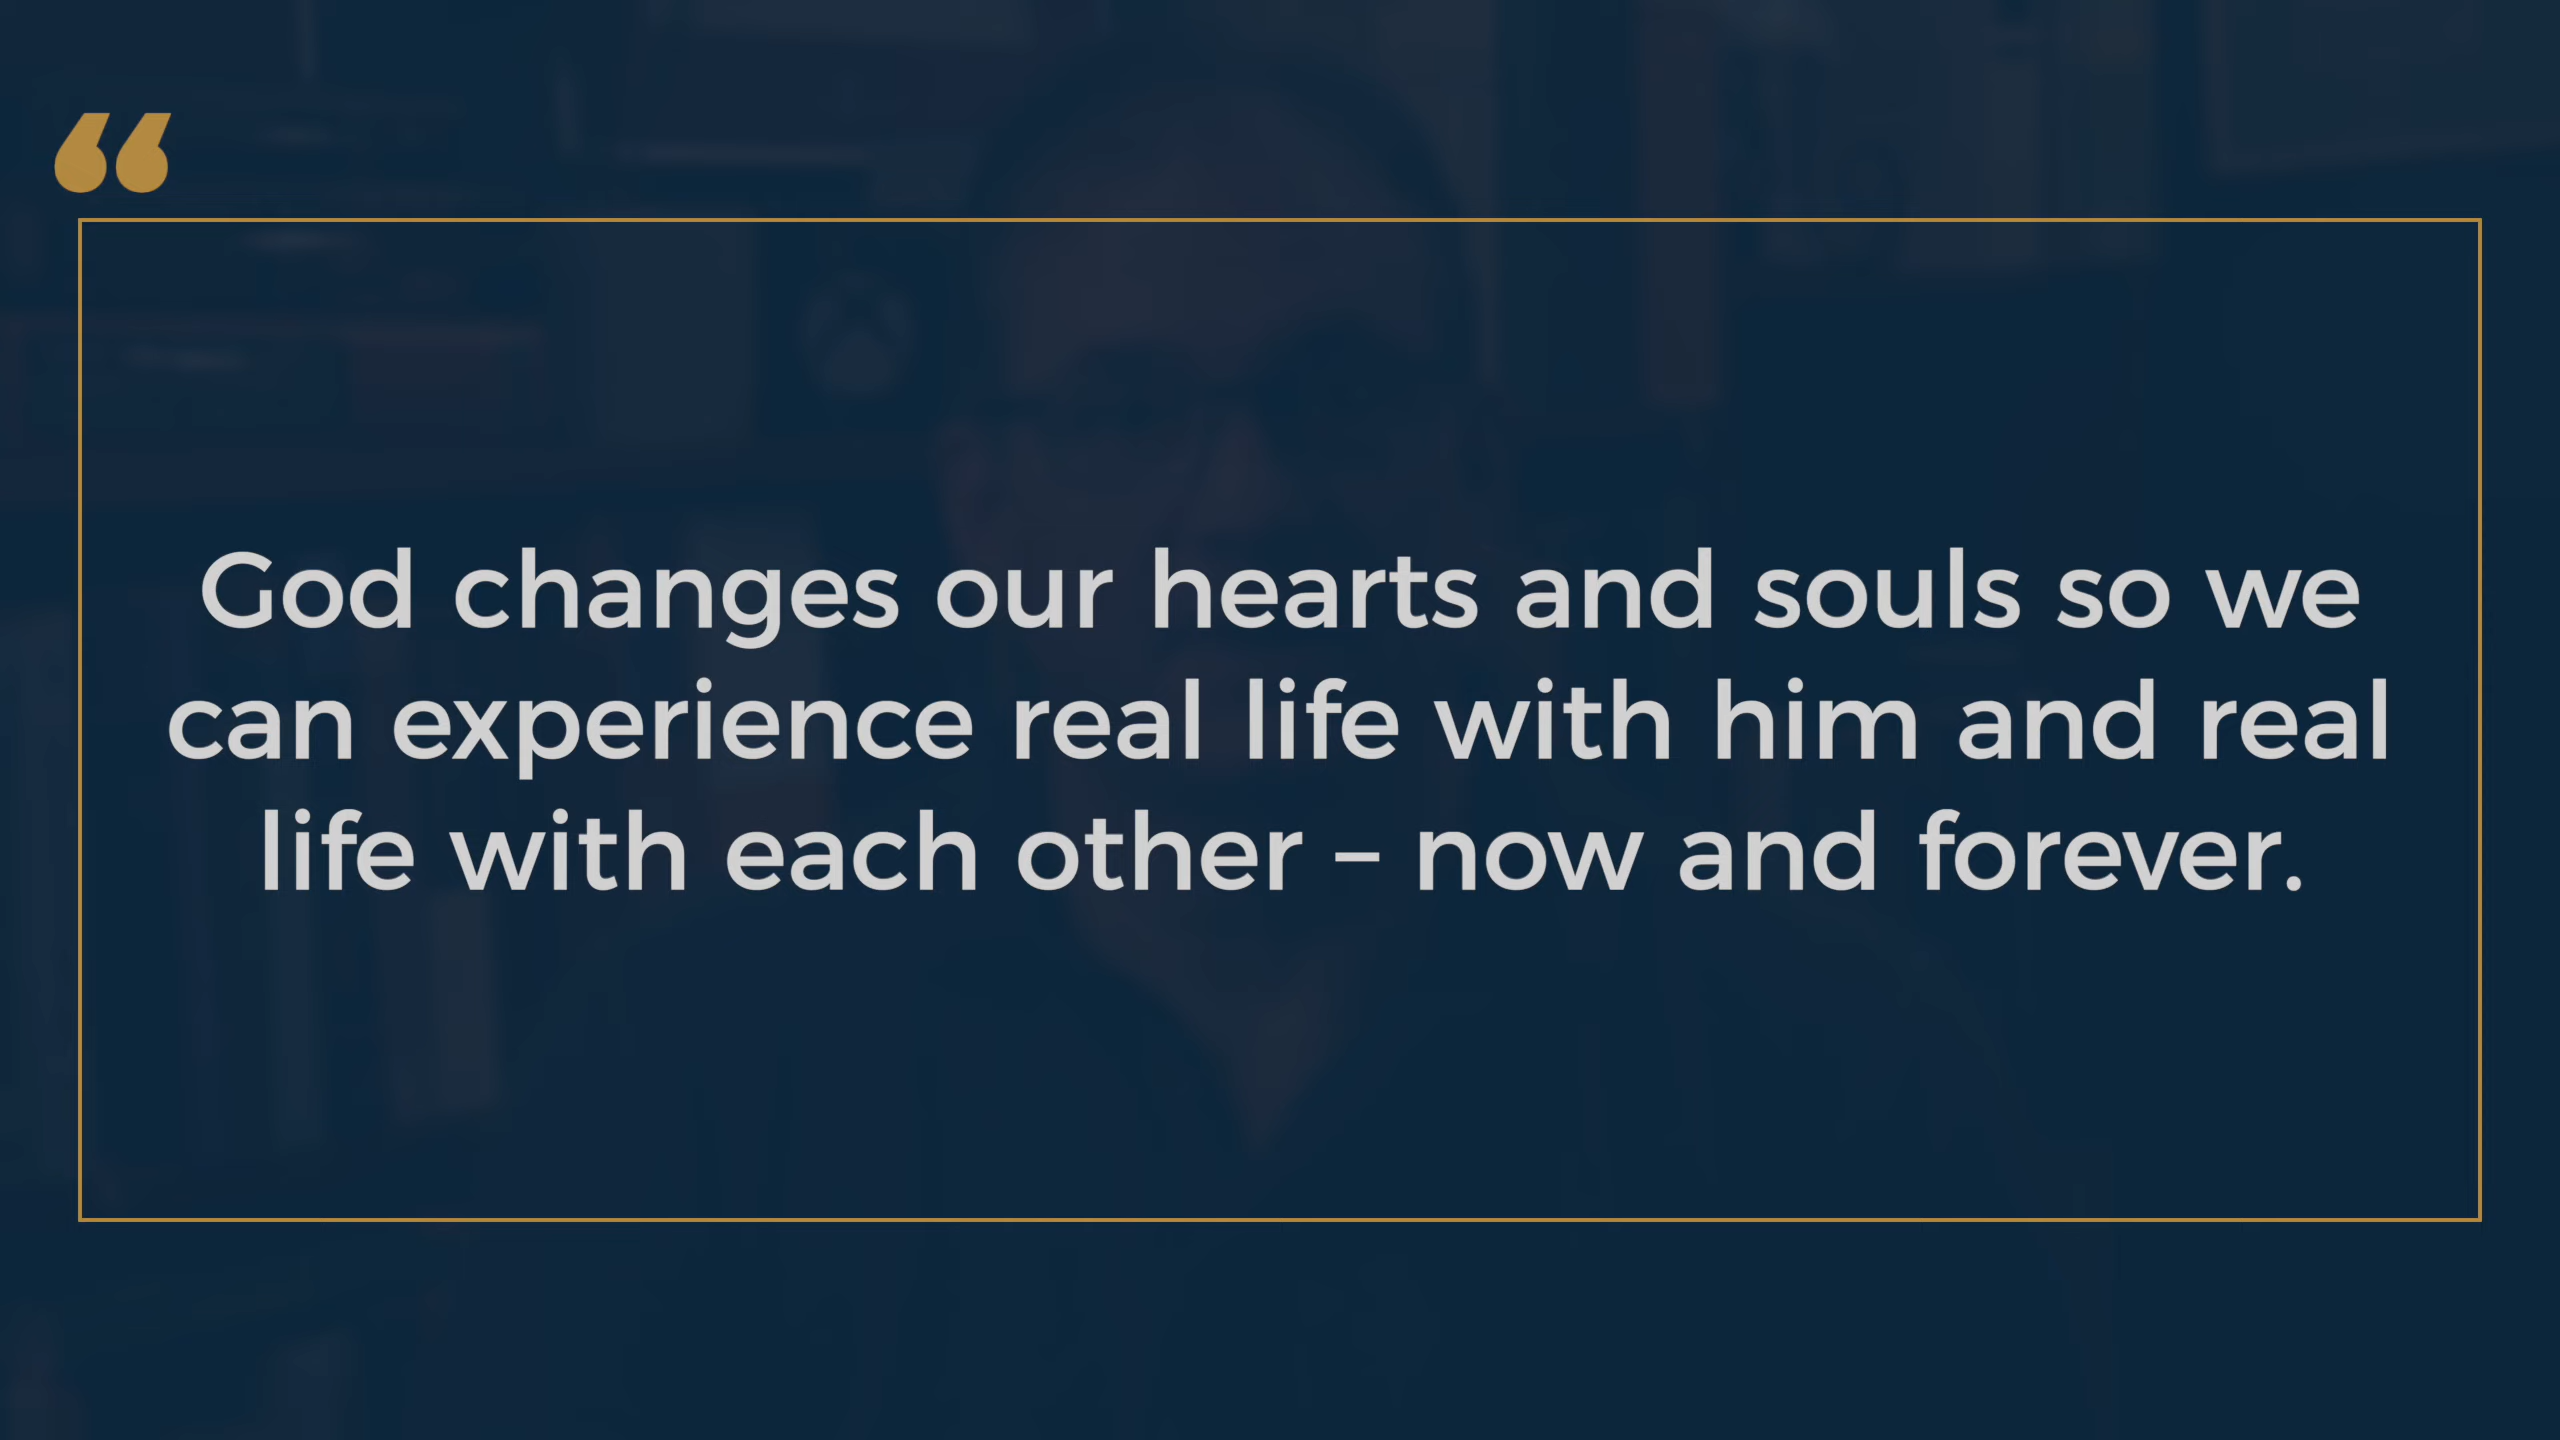 “
God changes our hearts and souls so we
can experience real life with him and real
life with each other – now and forever.